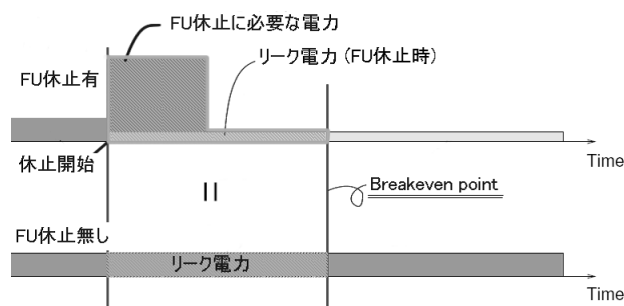 FU休止に必要な電力
リーク電力（FU休止時）
FU休止有
休止開始
Time
=
Breakeven point
FU休止無し
リーク電力
Time